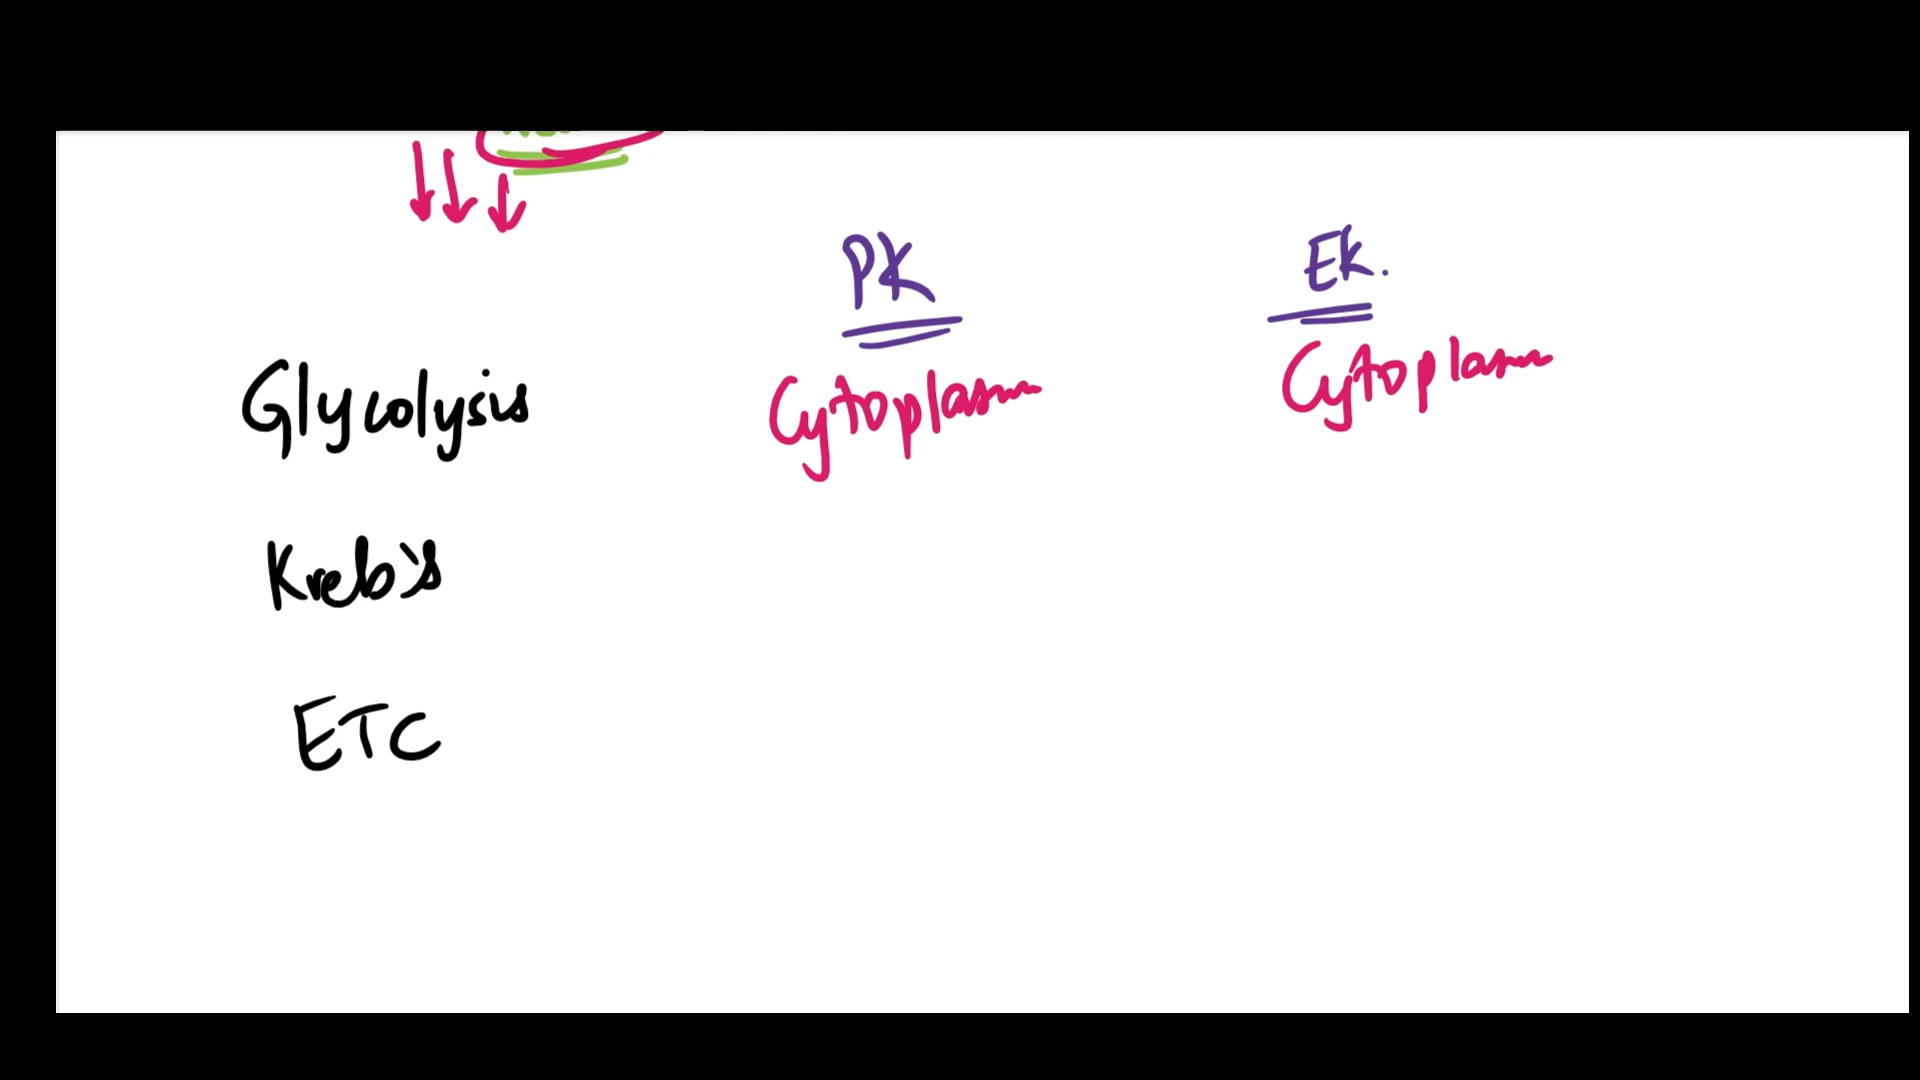 PK
EK.
Glycolysis
Cytoplasm
Cytoplasm
Kreb's
ETC